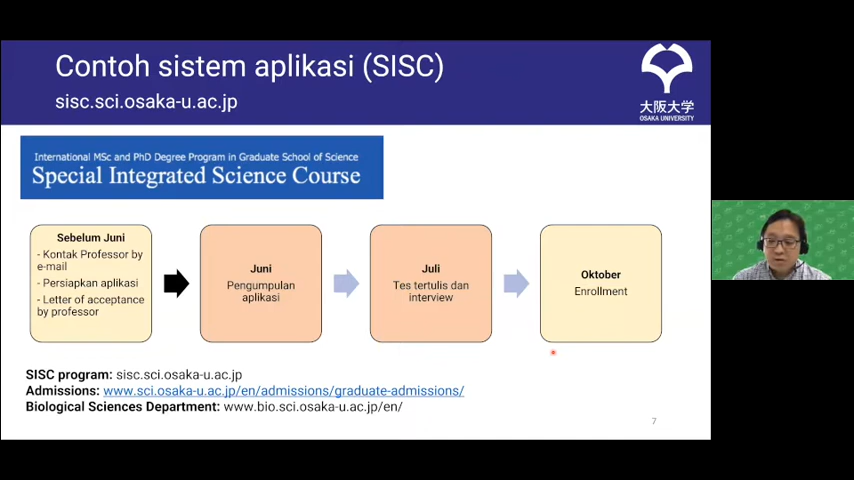 Contoh sistem aplikasi (SISC)
sisc.sci.osaka-u.ac.jp
大阪大学
OSAKA UNIVERSITY
International MSc and PhD Degree Program in Graduate School of Science
Special Integrated Science Course
Sebelum Juni
- Kontak Professor by
e-mail
- Persiapkan aplikasi
- Letter of acceptance
by professor
Juni
Pengumpulan
aplikasi
Juli
Tes tertulis dan
interview
Oktober
Enrollment
SISC program: sisc.sci.osaka-u.ac.jp
Admissions: www.sci.osaka-u.ac.jp/en/admissions/graduate-admissions/
Biological Sciences Department: www.bio.sci.osaka-u.ac.jp/en/
7